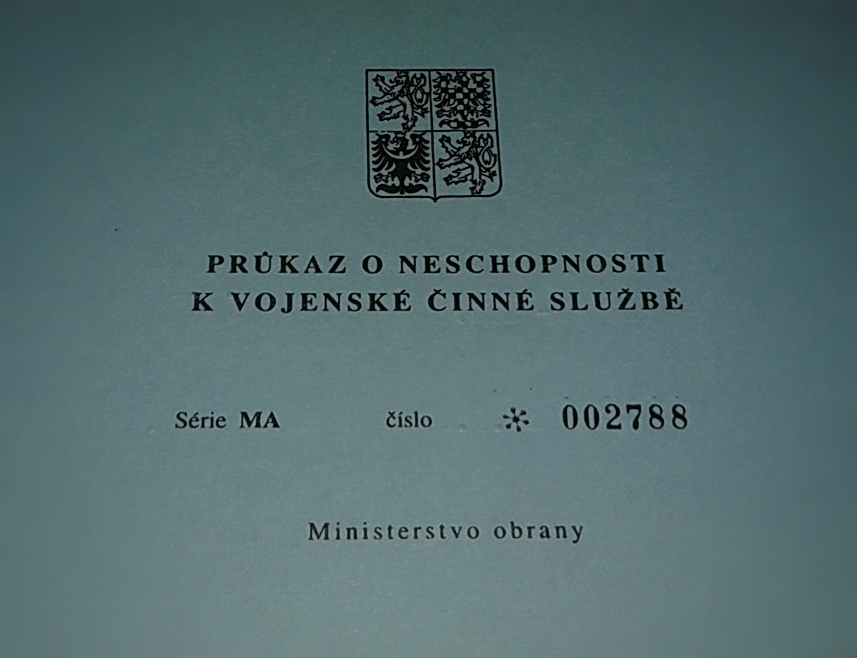 PRŮKAZ O NESCHOPNOSTI
K VOJENSKÉ ČINNÉ SLUŽBĚ
Série MA číslo * 002788
Ministerstvo obrany